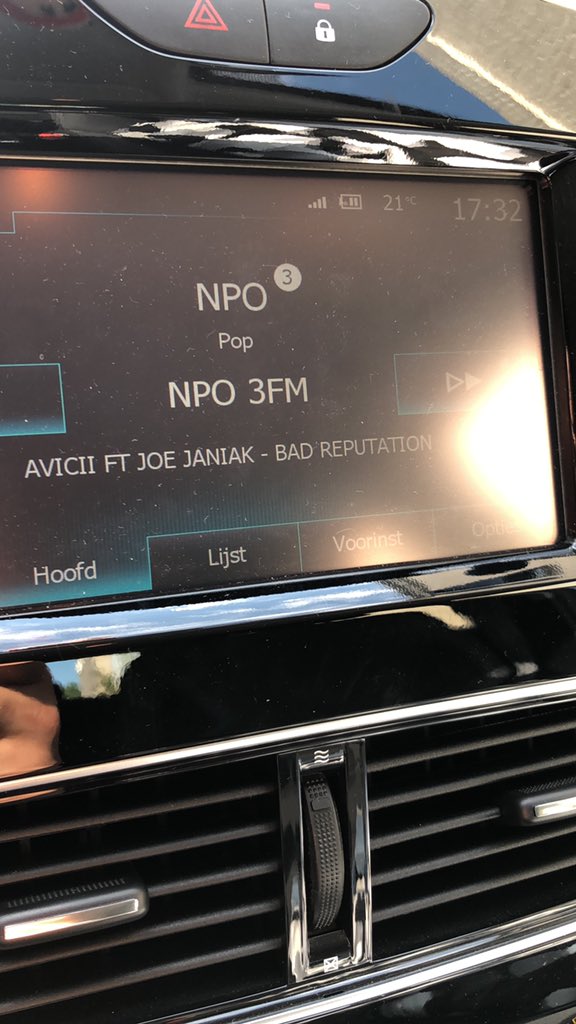 21°C 17:32
NPO 3
Pop
NPO 3FM
AVICII FT JOE JANIAK - BAD REPUTATION
Hoofd Lijst Voorinst